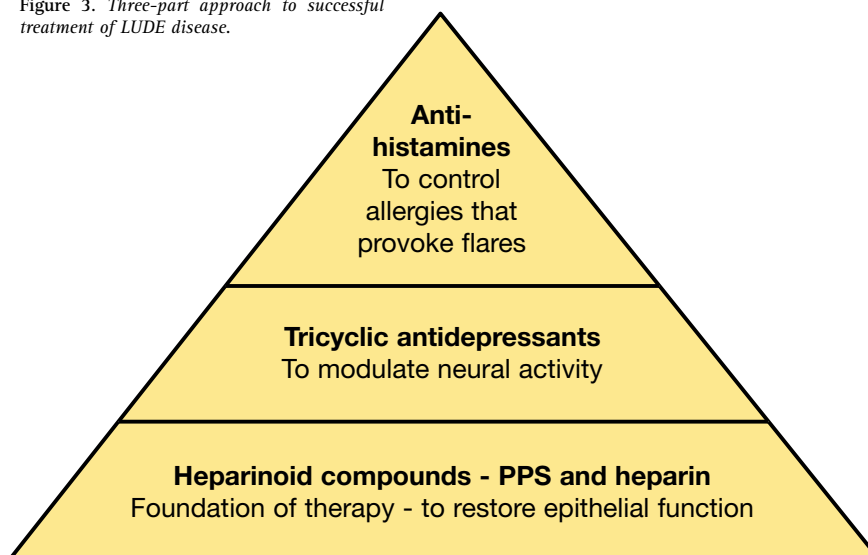 Figure 3. Three-part approach to successful
treatment of LUDE disease.
Anti-
histamines
To control
allergies that
provoke flares
Tricyclic antidepressants
To modulate neural activity
Heparinoid compounds - PPS and heparin
Foundation of therapy - to restore epithelial function